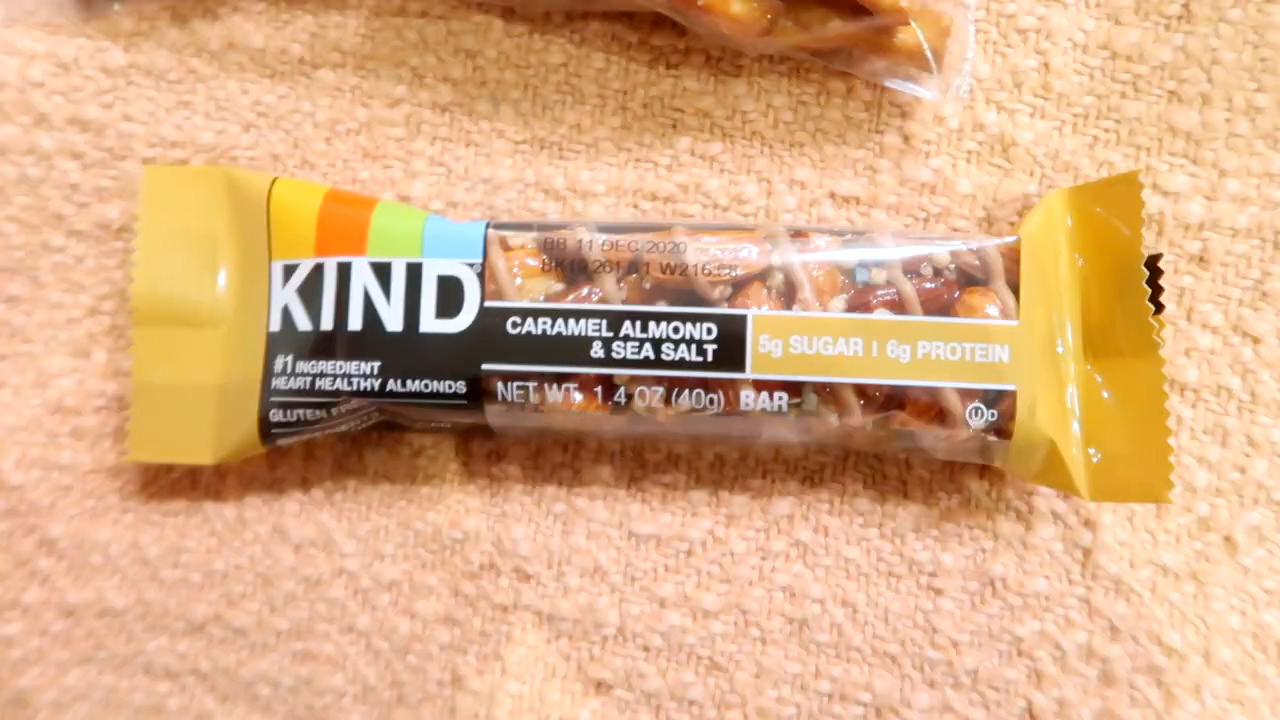 BB 11 DEC 2020
KIND
CARAMEL ALMOND
& SEA SALT
5g SUGAR | 6g PROTEIN
#1 INGREDIENT
HEART HEALTHY ALMONDS
NET WT. 1.4 OZ (40g) BAR
GLUTEN
U D